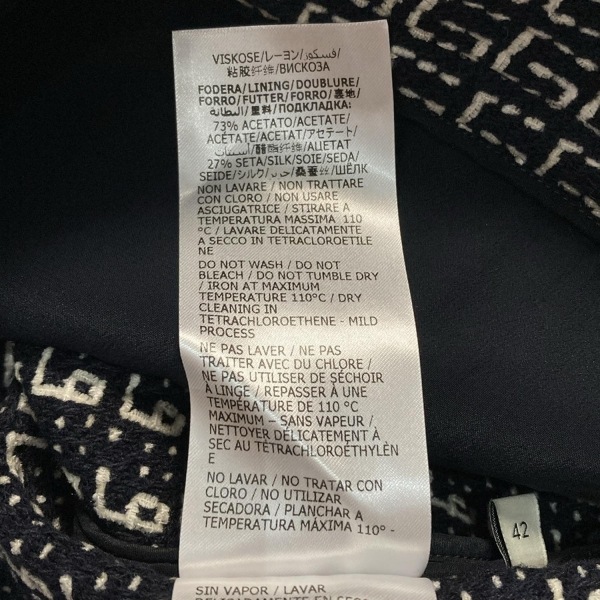 VISKOSE/レーヨン/فسكوز/
粘胶纤维/ВИСКОЗА
FODERA/LINING/DOUBLURE/
FORRO/FUTTER/FORRO/裏地/
البطانة/里料/ПОДКЛАДКА:
73% ACETATO/ACETATE/
ACÉTATE/ACETAT/アセテート/
醋酯纤维/АЦЕТАТ
27% SETA/SILK/SOIE/SEDA/
SEIDE/シルク/حرير/桑蚕丝/ШЁЛК
NON LAVARE / NON TRATTARE
CON CLORO / NON USARE
ASCIUGATRICE / STIRARE A
TEMPERATURA MASSIMA 110
°C / LAVARE DELICATAMENTE
A SECCO IN TETRACLOROETILE
NE
DO NOT WASH / DO NOT
BLEACH / DO NOT TUMBLE DRY
/ IRON AT MAXIMUM
TEMPERATURE 110°C / DRY
CLEANING IN
TETRACHLOROETHENE - MILD
PROCESS
NE PAS LAVER / NE PAS
TRAITER AVEC DU CHLORE /
NE PAS UTILISER DE SÉCHOIR
À LINGE / REPASSER À UNE
TEMPÉRATURE DE 110 °C
MAXIMUM – SANS VAPEUR /
NETTOYER DÉLICATEMENT À
SEC AU TÉTRACHLOROÉTHYLÈN
E
NO LAVAR / NO TRATAR CON
CLORO / NO UTILIZAR
SECADORA / PLANCHAR A
TEMPERATURA MÁXIMA 110° -
SIN VAPOR / LAVAR
42